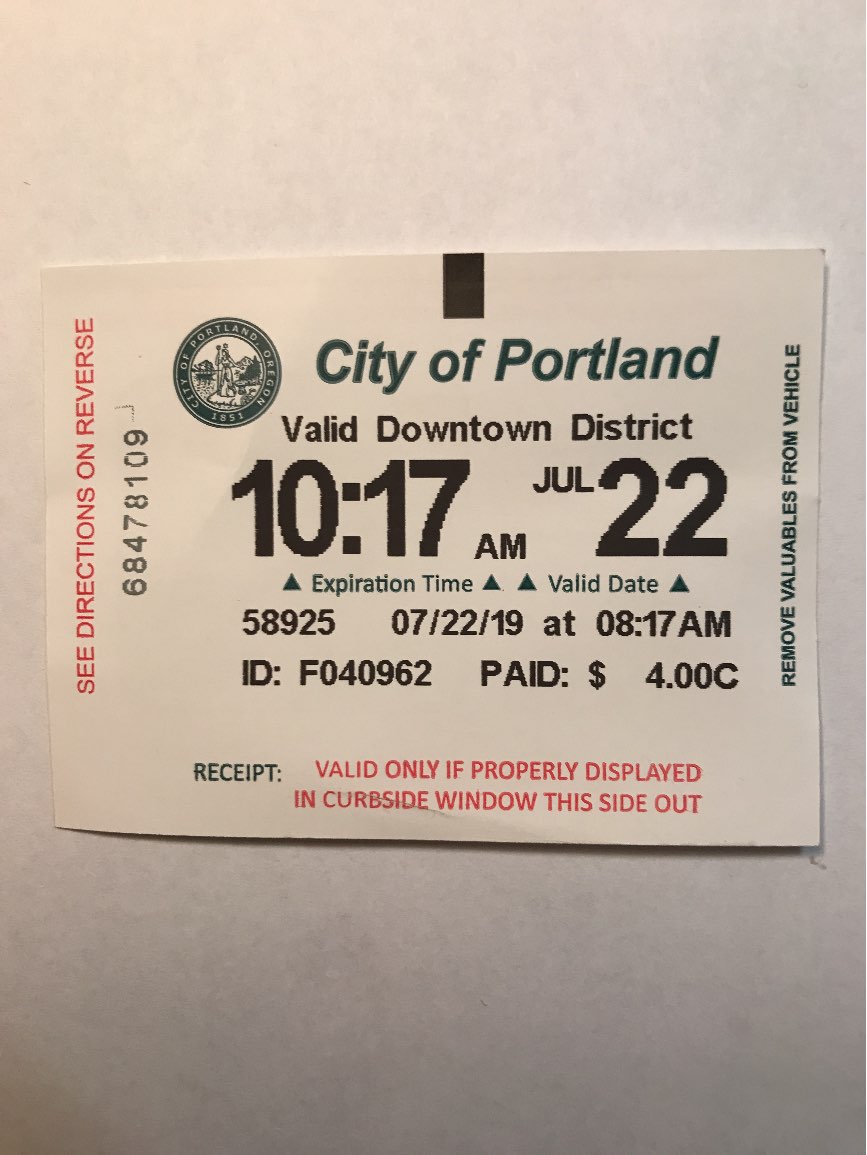 SEE DIRECTIONS ON REVERSE
68478109
CITY OF PORTLAND, OREGON
1851
City of Portland
Valid Downtown District
10:17 AM JUL 22
▲ Expiration Time ▲ ▲ Valid Date ▲
58925 07/22/19 at 08:17AM
ID: F040962 PAID: $ 4.00C
RECEIPT: VALID ONLY IF PROPERLY DISPLAYED
IN CURBSIDE WINDOW THIS SIDE OUT
REMOVE VALUABLES FROM VEHICLE